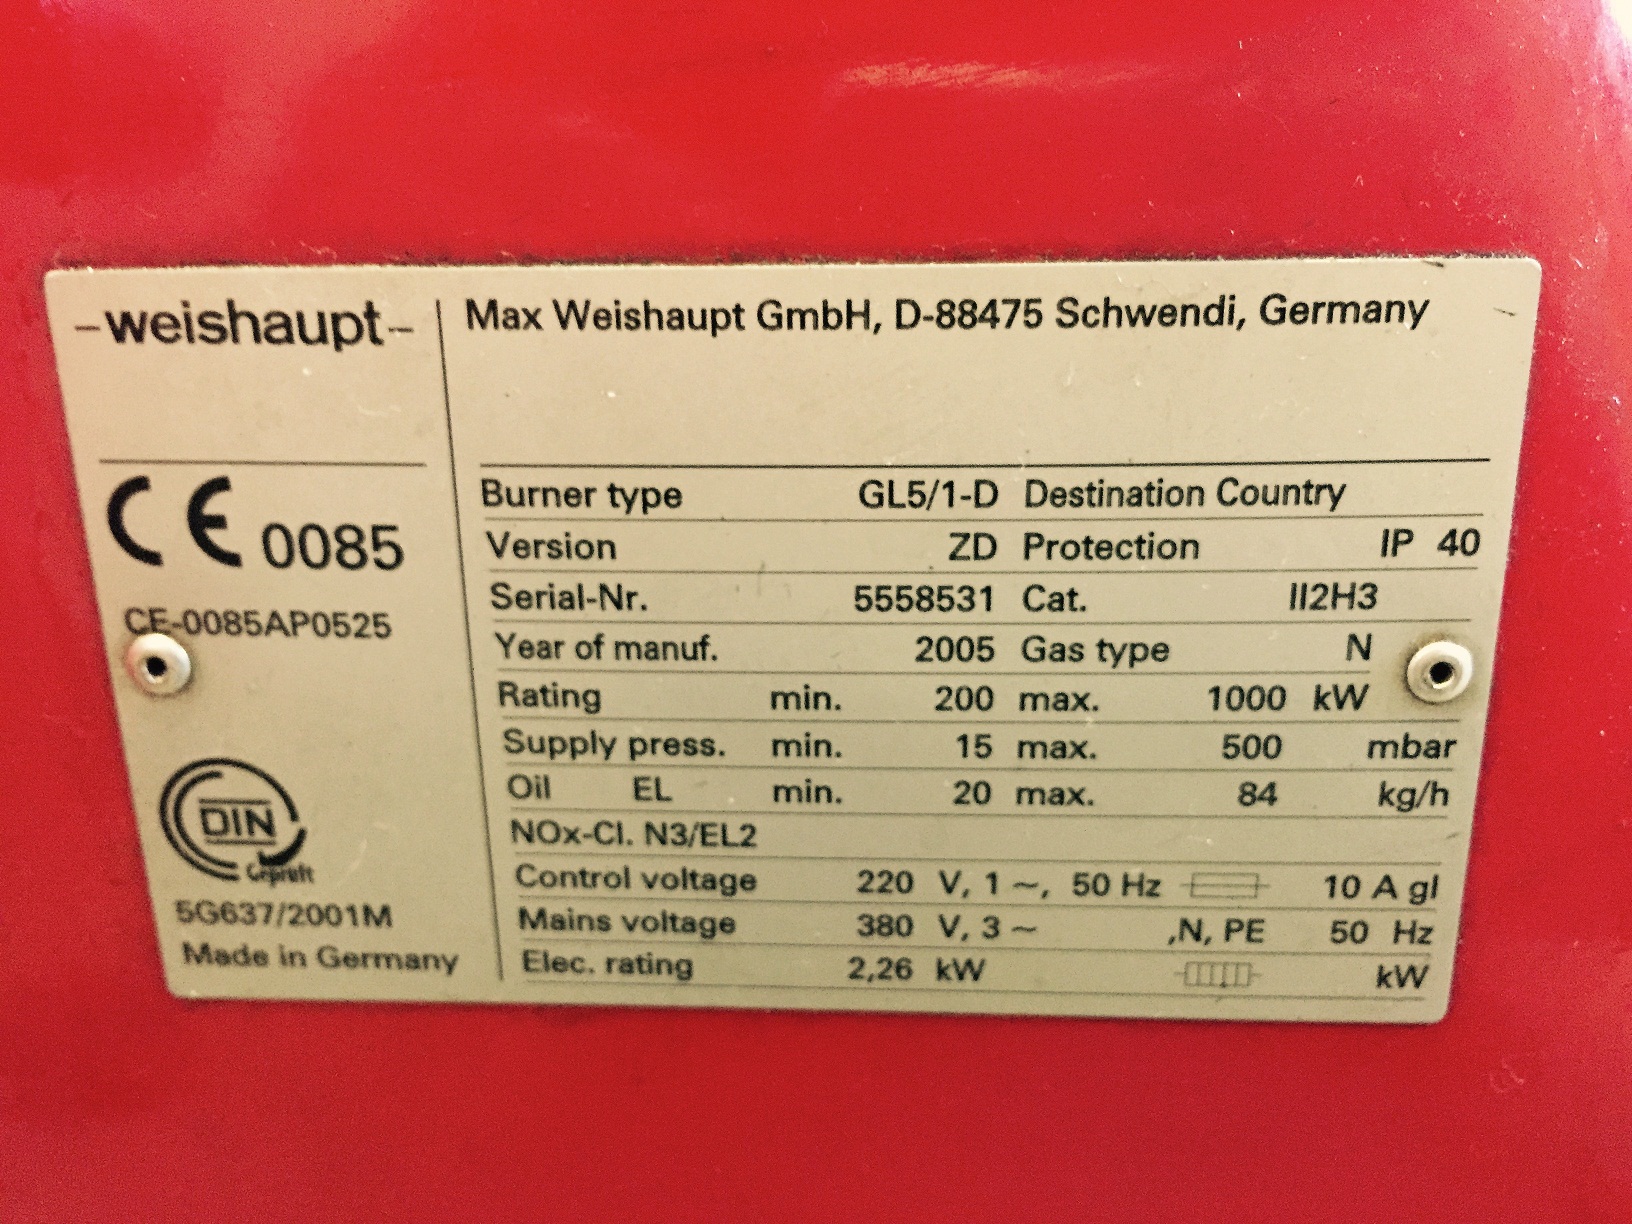 -weishaupt-
Max Weishaupt GmbH, D-88475 Schwendi, Germany
CE 0085
CE-0085AP0525
DIN
Geprüft
5G637/2001M
Made in Germany
Burner type GL5/1-D Destination Country
Version ZD Protection IP 40
Serial-Nr. 5558531 Cat. II2H3
Year of manuf. 2005 Gas type N
Rating min. 200 max. 1000 kW
Supply press. min. 15 max. 500 mbar
Oil EL min. 20 max. 84 kg/h
NOx-Cl. N3/EL2
Control voltage 220 V, 1 ~, 50 Hz 10 A gl
Mains voltage 380 V, 3 ~ ,N, PE 50 Hz
Elec. rating 2,26 kW kW